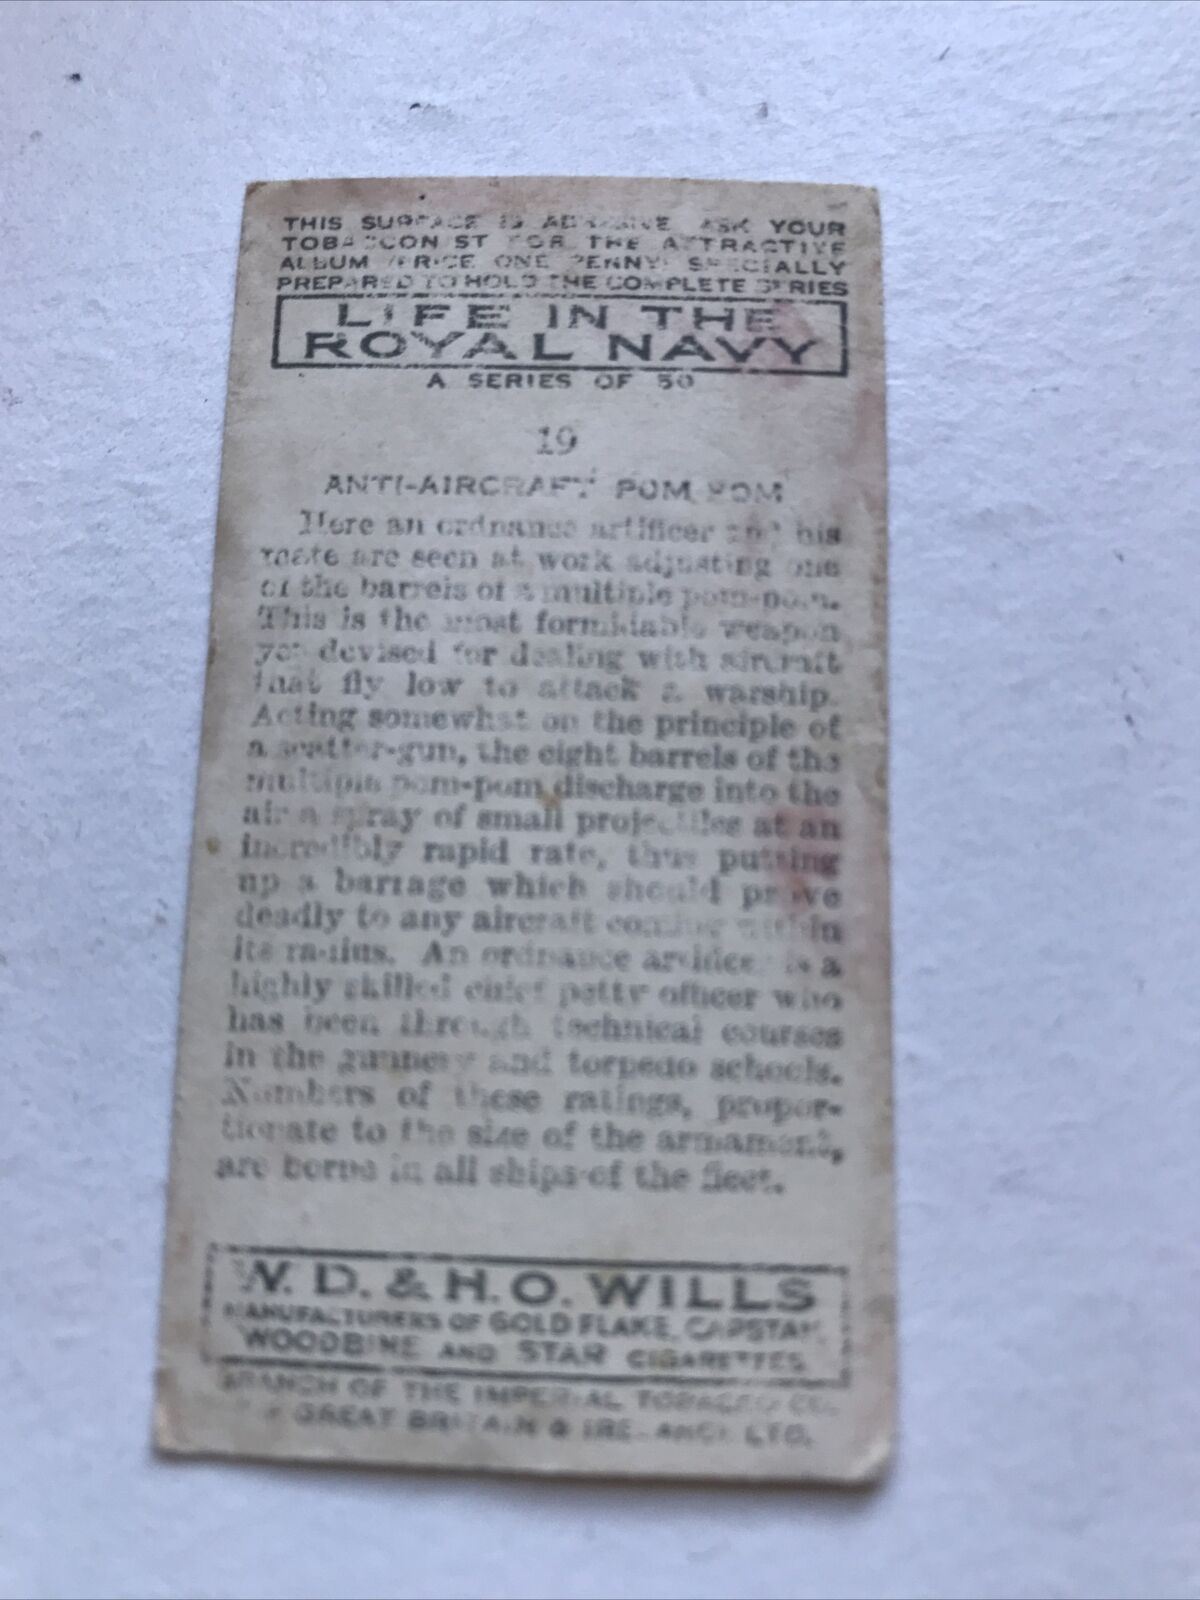 THIS SURFACE IS ADHESIVE. ASK YOUR
TOBACCONIST FOR THE ATTRACTIVE
ALBUM (PRICE ONE PENNY) SPECIALLY
PREPARED TO HOLD THE COMPLETE SERIES
LIFE IN THE
ROYAL NAVY
A SERIES OF 50
19
ANTI-AIRCRAFT POM POM
Here an ordnance artificer and his
mate are seen at work adjusting one
of the barrels of a multiple pom-pom.
This is the most formidable weapon
yet devised for dealing with aircraft
that fly low to attack a warship.
Acting somewhat on the principle of
a scatter-gun, the eight barrels of the
multiple pom-pom discharge into the
air a spray of small projectiles at an
incredibly rapid rate, thus putting
up a barrage which should prove
deadly to any aircraft coming within
its radius. An ordnance artificer is a
highly skilled chief petty officer who
has been through technical courses
in the gunnery and torpedo schools.
Numbers of these ratings, propor-
tionate to the size of the armament,
are borne in all ships of the fleet.
W. D. & H. O. WILLS
MANUFACTURERS OF GOLD FLAKE, CAPSTAN,
WOODBINE AND STAR CIGARETTES
BRANCH OF THE IMPERIAL TOBACCO CO.
GREAT BRITAIN & IRELAND), LTD.